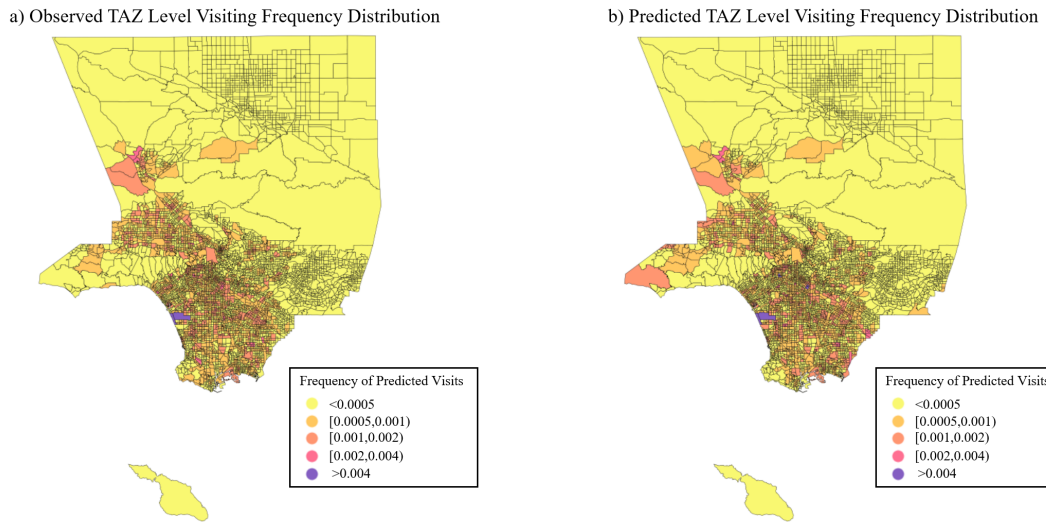 a) Observed TAZ Level Visiting Frequency Distribution
b) Predicted TAZ Level Visiting Frequency Distribution
Frequency of Predicted Visits
<0.0005
[0.0005,0.001)
[0.001,0.002)
[0.002,0.004)
>0.004
Frequency of Predicted Visits
<0.0005
[0.0005,0.001)
[0.001,0.002)
[0.002,0.004)
>0.004